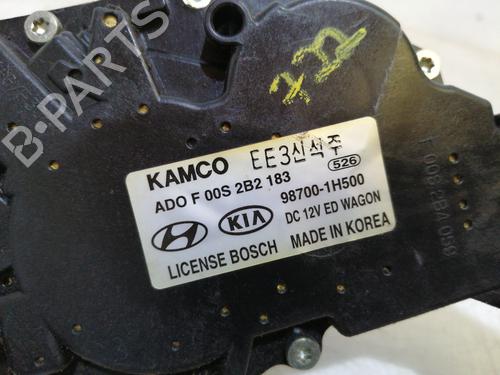 B-PARTS
KAMCO EE3신석주
ADO F 00S 2B2 183 526
98700-1H500
KIA DC 12V ED WAGON
LICENSE BOSCH MADE IN KOREA